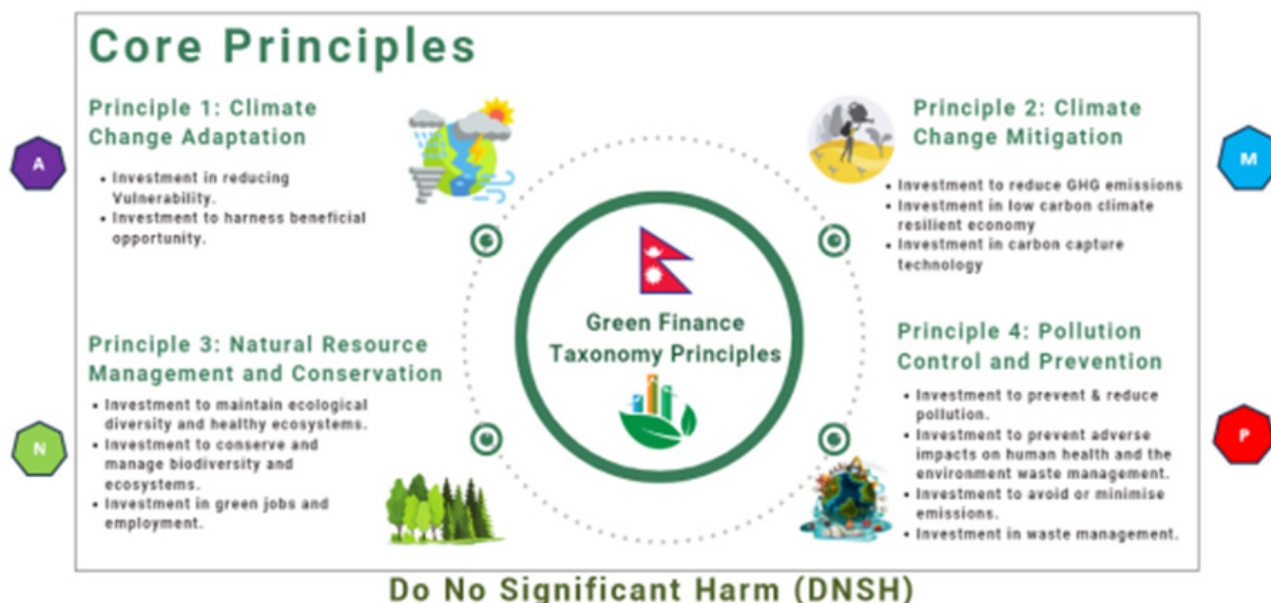 Core Principles
A
Principle 1: Climate
Change Adaptation
• Investment in reducing
Vulnerability.
• Investment to harness beneficial
opportunity.
M
Principle 2: Climate
Change Mitigation
• Investment to reduce GHG emissions
• Investment in low carbon climate
resilient economy
• Investment in carbon capture
technology
Green Finance
Taxonomy Principles
N
Principle 3: Natural Resource
Management and Conservation
• Investment to maintain ecological
diversity and healthy ecosystems.
• Investment to conserve and
manage biodiversity and
ecosystems.
• Investment in green jobs and
employment.
P
Principle 4: Pollution
Control and Prevention
• Investment to prevent & reduce
pollution.
• Investment to prevent adverse
impacts on human health and the
environment waste management.
• Investment to avoid or minimise
emissions.
• Investment in waste management.
Do No Significant Harm (DNSH)